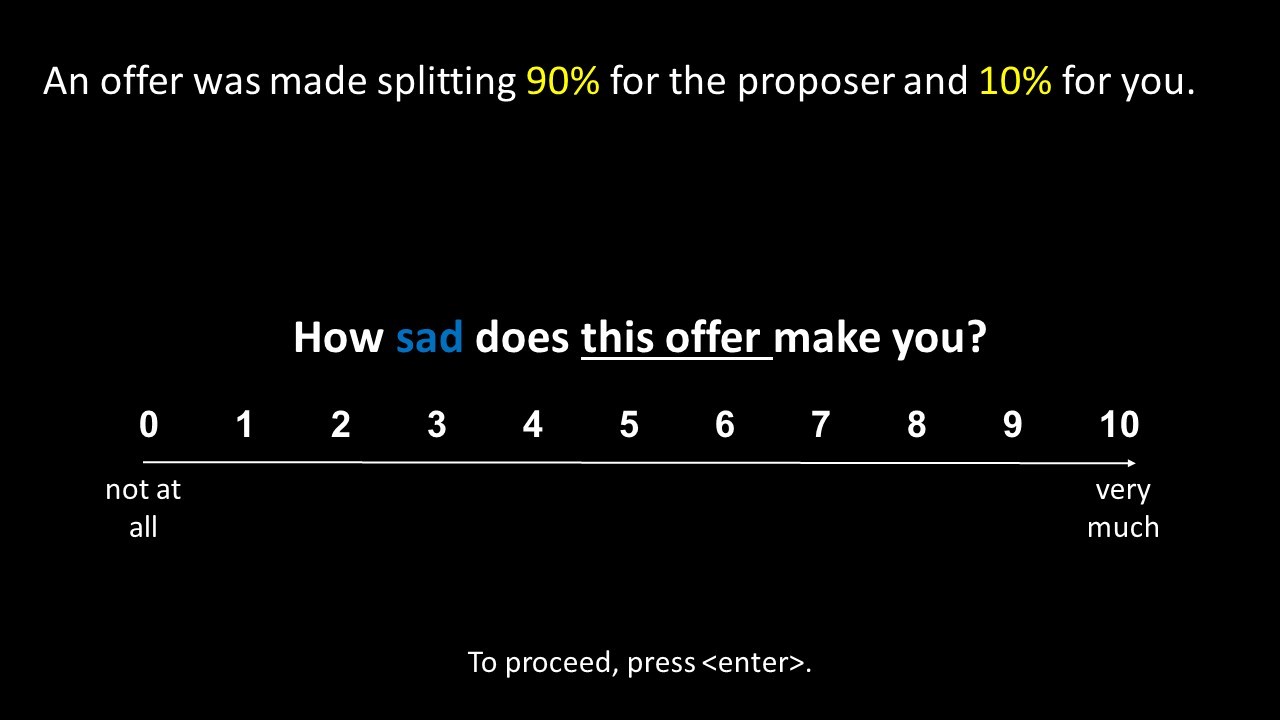 An offer was made splitting 90% for the proposer and 10% for you.
How sad does this offer make you?
0 1 2 3 4 5 6 7 8 9 10
not at all
very much
To proceed, press <enter>.